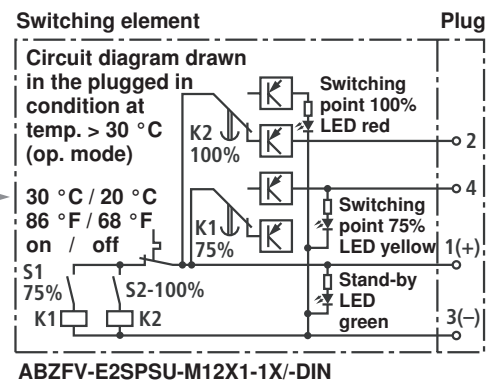 Switching element
Plug
Circuit diagram drawn
in the plugged in
condition at
temp. > 30 °C
(op. mode)
Switching
point 100%
LED red
K2
100%
2
4
30 °C / 20 °C
86 °F / 68 °F
on / off
K1
75%
Switching
point 75%
LED yellow
1(+)
S1
75%
S2-100%
Stand-by
LED
green
K1
K2
3(–)
ABZFV-E2SPSU-M12X1-1X/-DIN